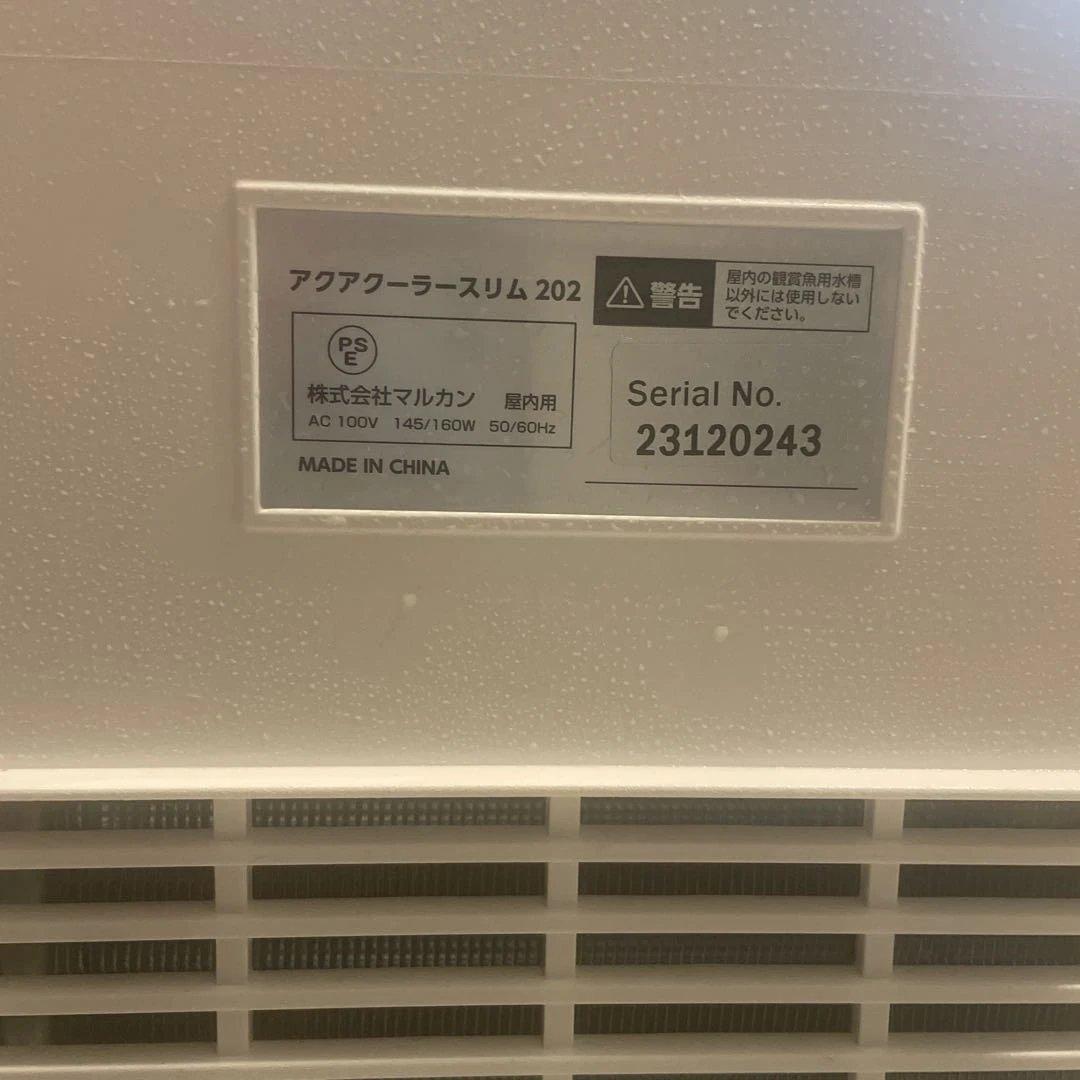 アクアクーラースリム 202
PS
E
株式会社マルカン 屋内用
AC 100V 145/160W 50/60Hz
MADE IN CHINA
警告
屋内の観賞魚用水槽
以外には使用しない
でください。
Serial No.
23120243